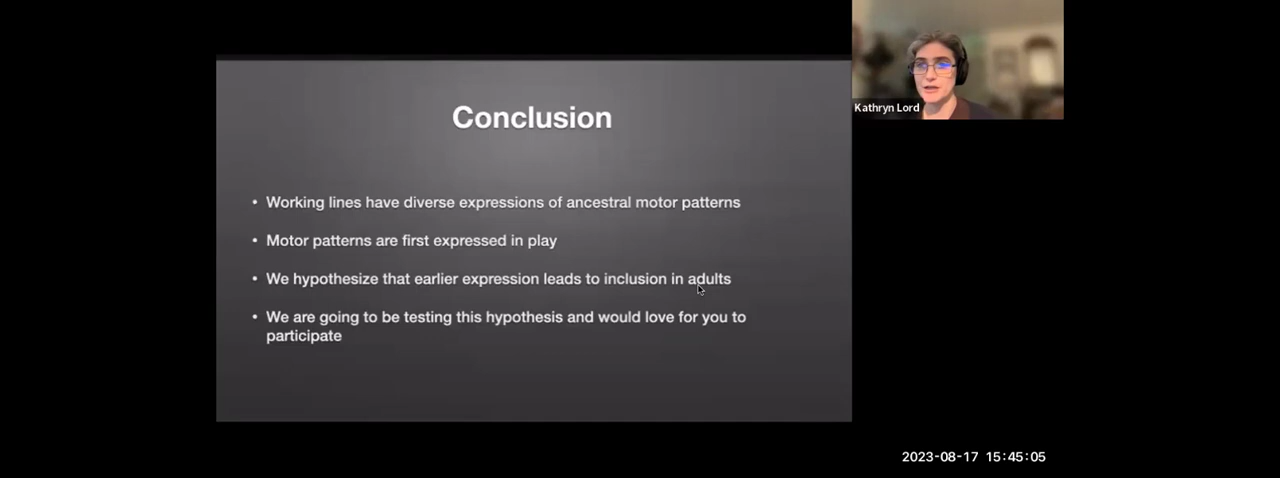 Conclusion
• Working lines have diverse expressions of ancestral motor patterns
• Motor patterns are first expressed in play
• We hypothesize that earlier expression leads to inclusion in adults
• We are going to be testing this hypothesis and would love for you to
participate
Kathryn Lord
2023-08-17 15:45:05